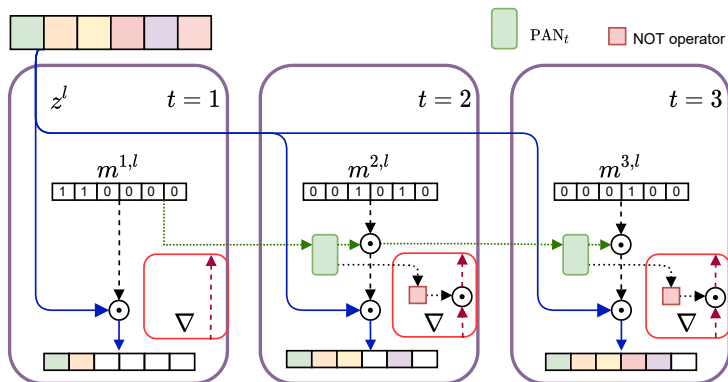 PAN_t NOT operator
z^l t = 1 t = 2 t = 3
m^{1,l} m^{2,l} m^{3,l}
1 1 0 0 0 0 0 0 1 0 1 0 0 0 0 1 0 0
∇ ∇ ∇